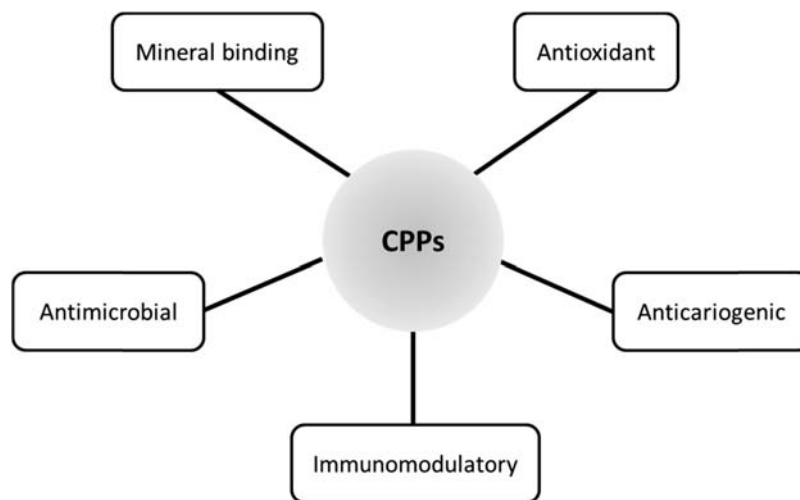 Mineral binding
Antioxidant
CPPs
Antimicrobial
Anticariogenic
Immunomodulatory